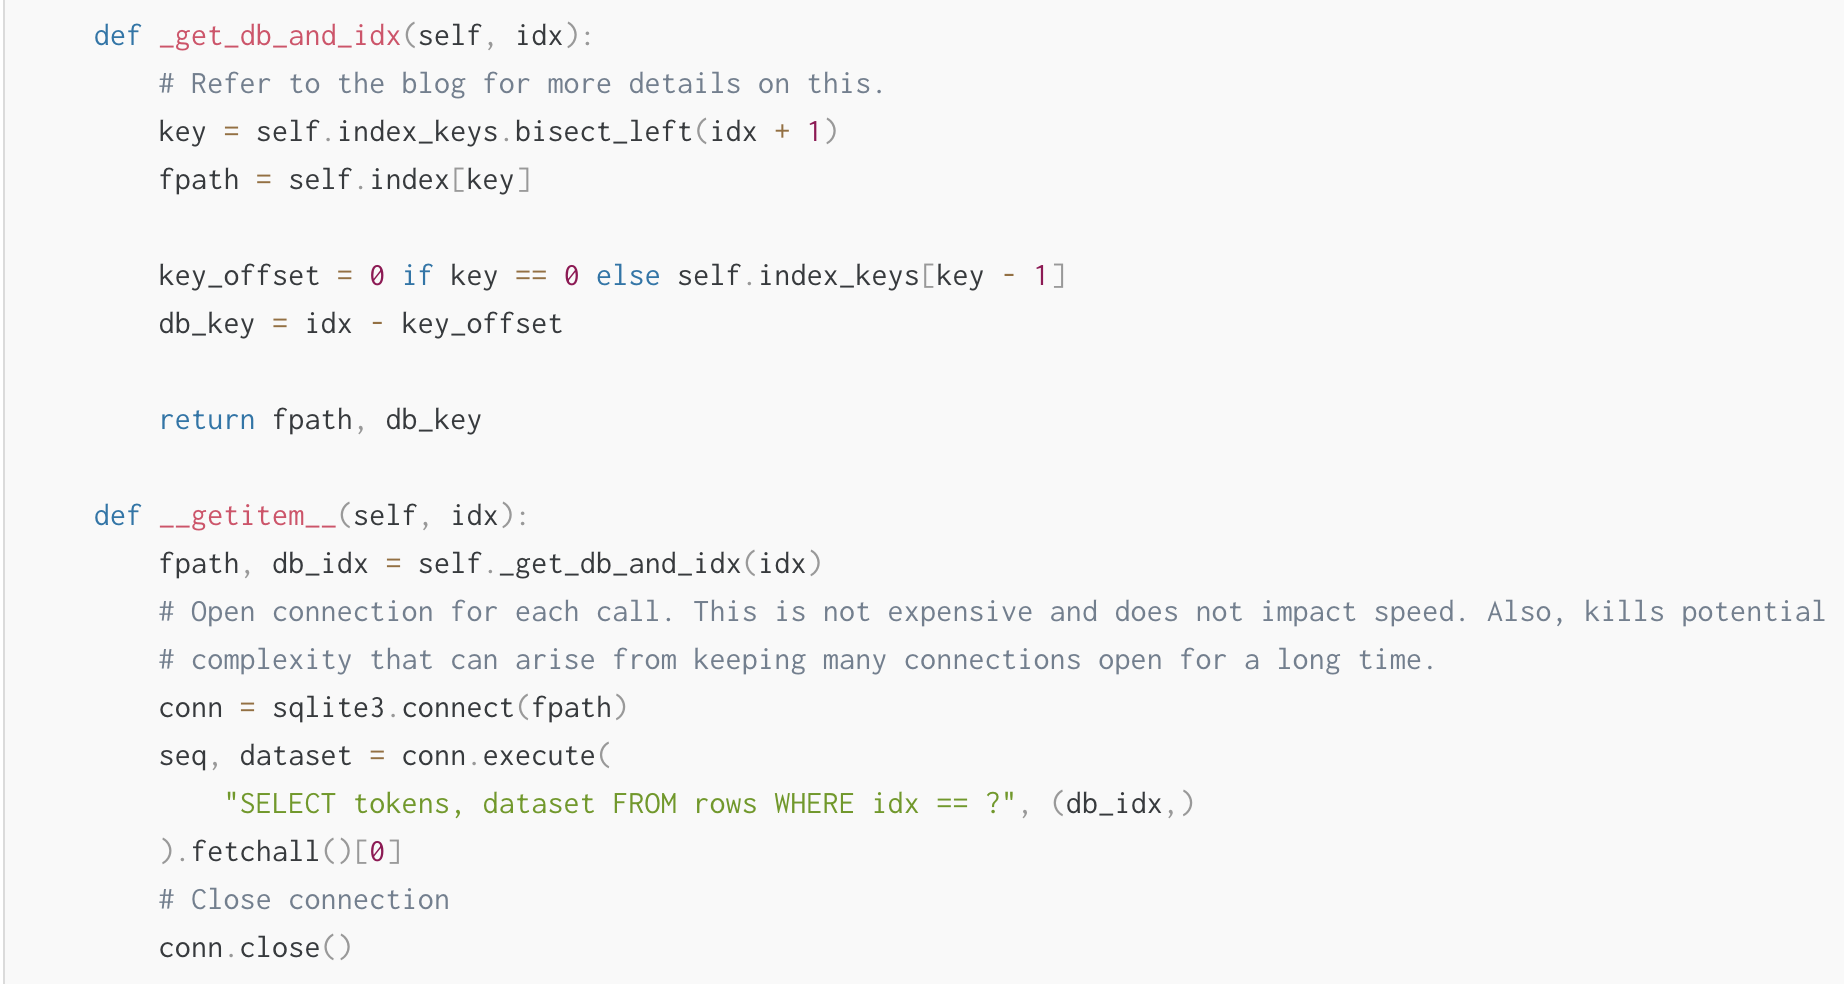 def _get_db_and_idx(self, idx):
# Refer to the blog for more details on this.
key = self.index_keys.bisect_left(idx + 1)
fpath = self.index[key]
key_offset = 0 if key == 0 else self.index_keys[key - 1]
db_key = idx - key_offset
return fpath, db_key
def __getitem__(self, idx):
fpath, db_idx = self._get_db_and_idx(idx)
# Open connection for each call. This is not expensive and does not impact speed. Also, kills potential
# complexity that can arise from keeping many connections open for a long time.
conn = sqlite3.connect(fpath)
seq, dataset = conn.execute(
"SELECT tokens, dataset FROM rows WHERE idx == ?", (db_idx,)
).fetchall()[0]
# Close connection
conn.close()